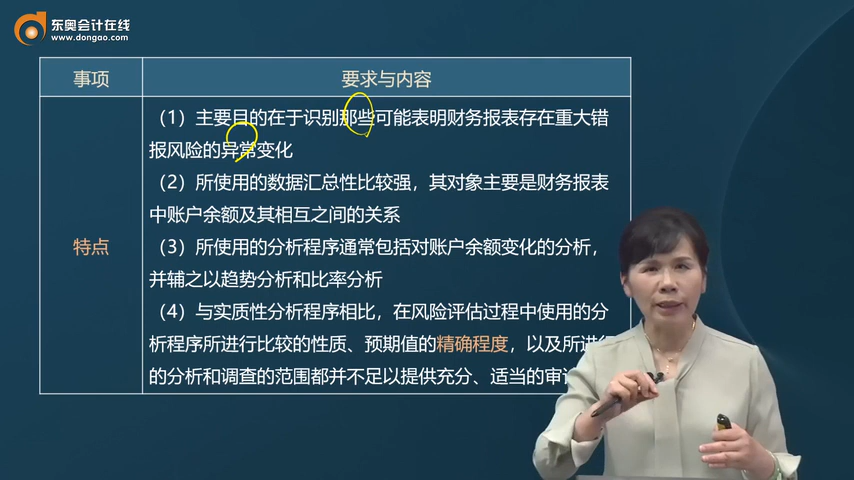 东奥会计在线
www.dongao.com
事项
要求与内容
特点
（1）主要目的在于识别那些可能表明财务报表存在重大错
报风险的异常变化
（2）所使用的数据汇总性比较强，其对象主要是财务报表
中账户余额及其相互之间的关系
（3）所使用的分析程序通常包括对账户余额变化的分析，
并辅之以趋势分析和比率分析
（4）与实质性分析程序相比，在风险评估过程中使用的分
析程序所进行比较的性质、预期值的精确程度，以及所进行
的分析和调查的范围都并不足以提供充分、适当的审